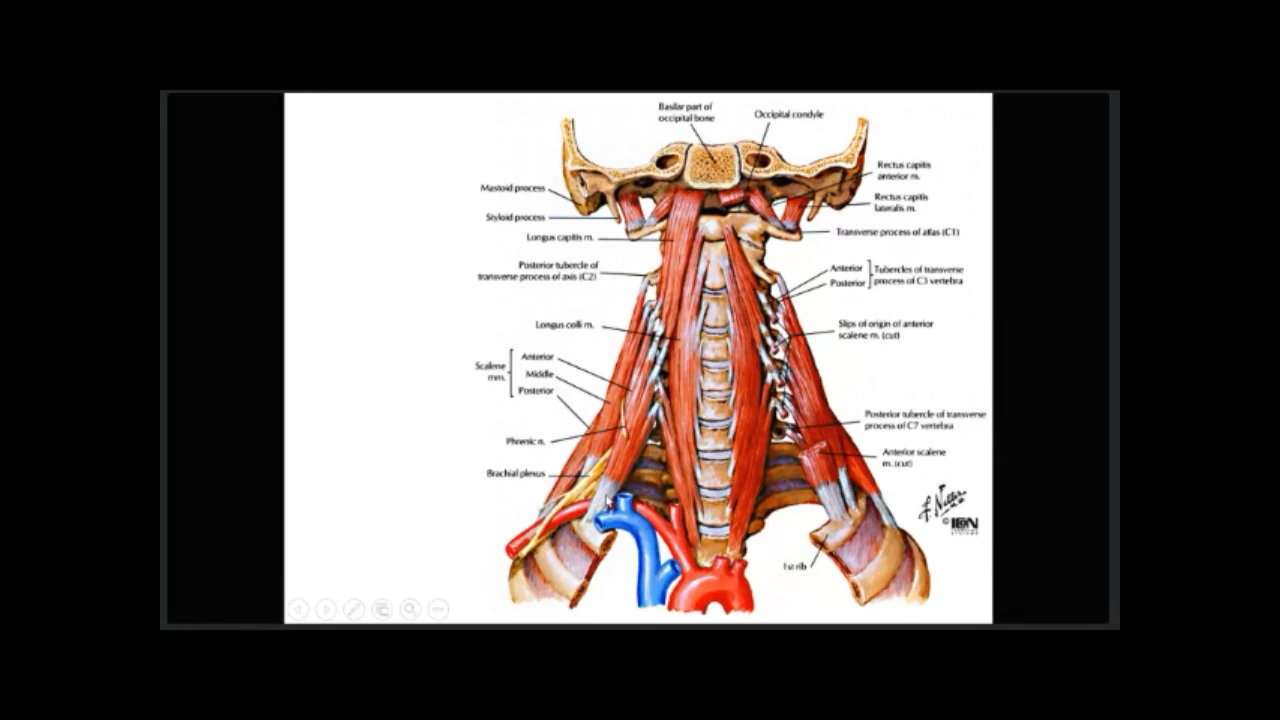 Basilar part of
occipital bone
Occipital condyle
Mastoid process
Styloid process
Longus capitis m.
Posterior tubercle of
transverse process of axis (C2)
Longus colli m.
Scalene
mm.
Anterior
Middle
Posterior
Phrenic n.
Brachial plexus
Rectus capitis
anterior m.
Rectus capitis
lateralis m.
Transverse process of atlas (C1)
Anterior
Posterior
Tubercles of transverse
process of C3 vertebra
Slips of origin of anterior
scalene m. (cut)
Posterior tubercle of transverse
process of C7 vertebra
Anterior scalene
m. (cut)
1st rib
F. Netter
©